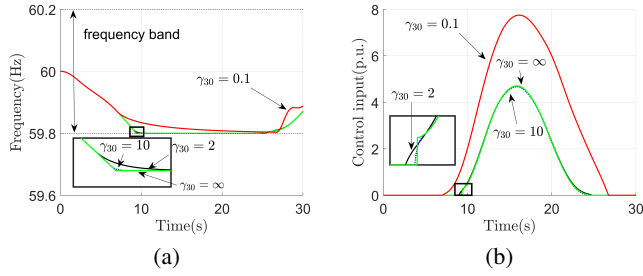 60.2
60
59.8
59.6
Frequency(Hz)
frequency band
γ30 = 0.1
γ30 = 10
γ30 = 2
γ30 = ∞
0
10
20
30
Time(s)
(a)
8
6
4
2
0
Control input(p.u.)
γ30 = 0.1
γ30 = ∞
γ30 = 2
γ30 = 10
0
10
20
30
Time(s)
(b)